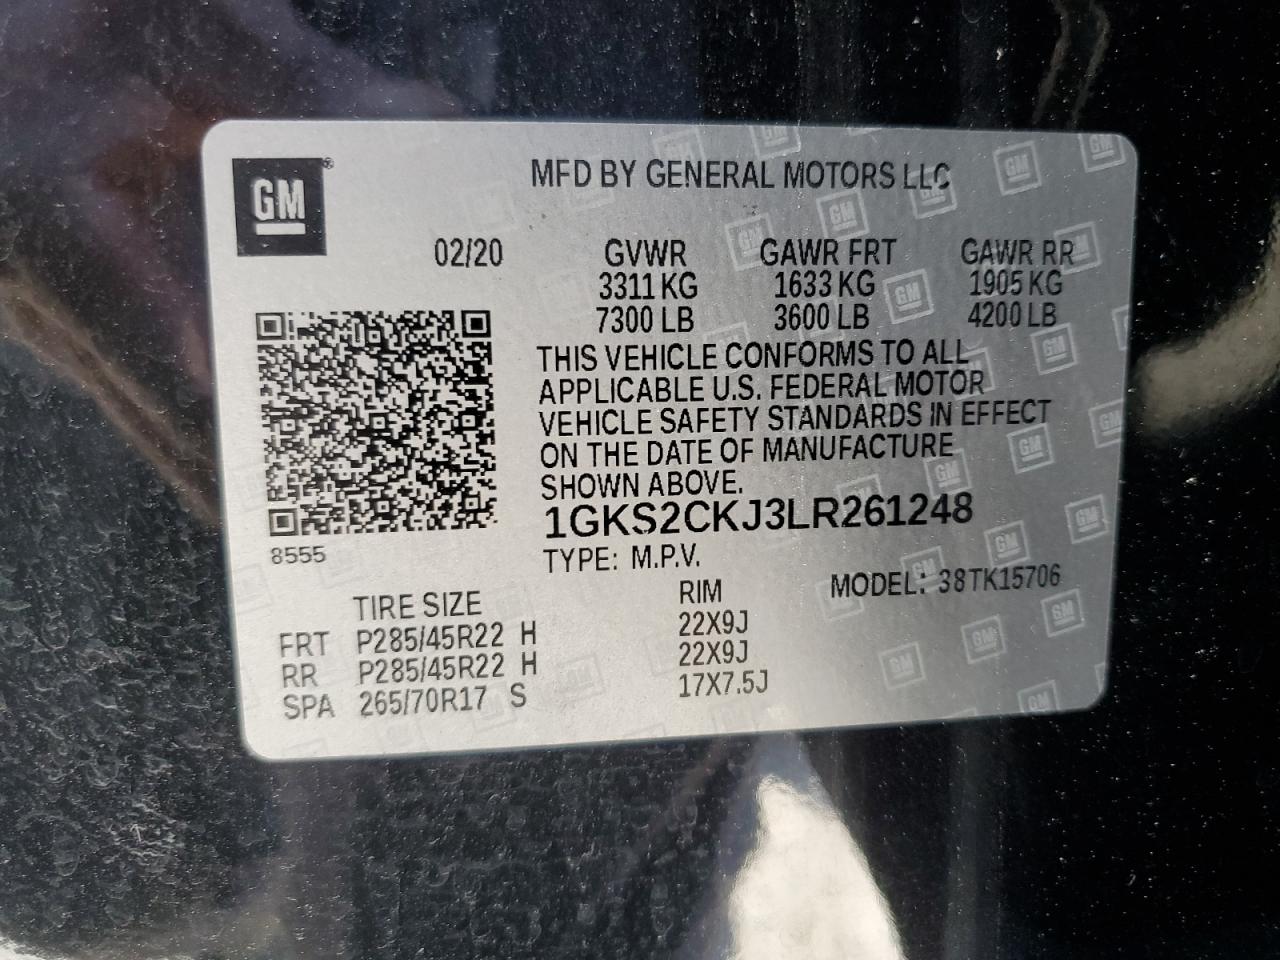 GM
MFD BY GENERAL MOTORS LLC
02/20 GVWR GAWR FRT GAWR RR
3311 KG 1633 KG 1905 KG
7300 LB 3600 LB 4200 LB
THIS VEHICLE CONFORMS TO ALL
APPLICABLE U.S. FEDERAL MOTOR
VEHICLE SAFETY STANDARDS IN EFFECT
ON THE DATE OF MANUFACTURE
SHOWN ABOVE.
1GKS2CKJ3LR261248
8555
TYPE: M.P.V.
MODEL: 38TK15706
TIRE SIZE RIM
FRT P285/45R22 H 22X9J
RR P285/45R22 H 22X9J
SPA 265/70R17 S 17X7.5J